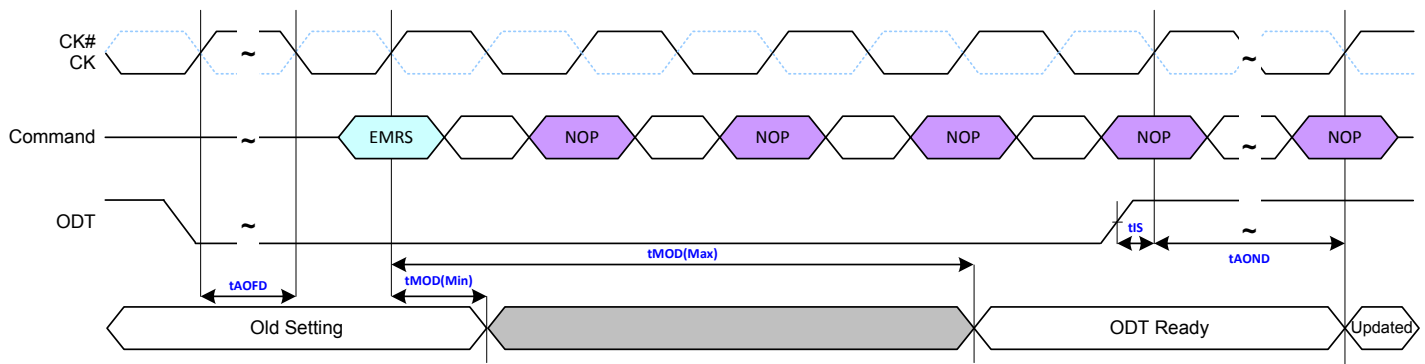 CK#
CK
~
~
Command
~
EMRS
NOP
NOP
NOP
NOP
~
NOP
ODT
~
tIS
~
tMOD(Max)
tAOND
tAOFD
tMOD(Min)
Old Setting
ODT Ready
Updated